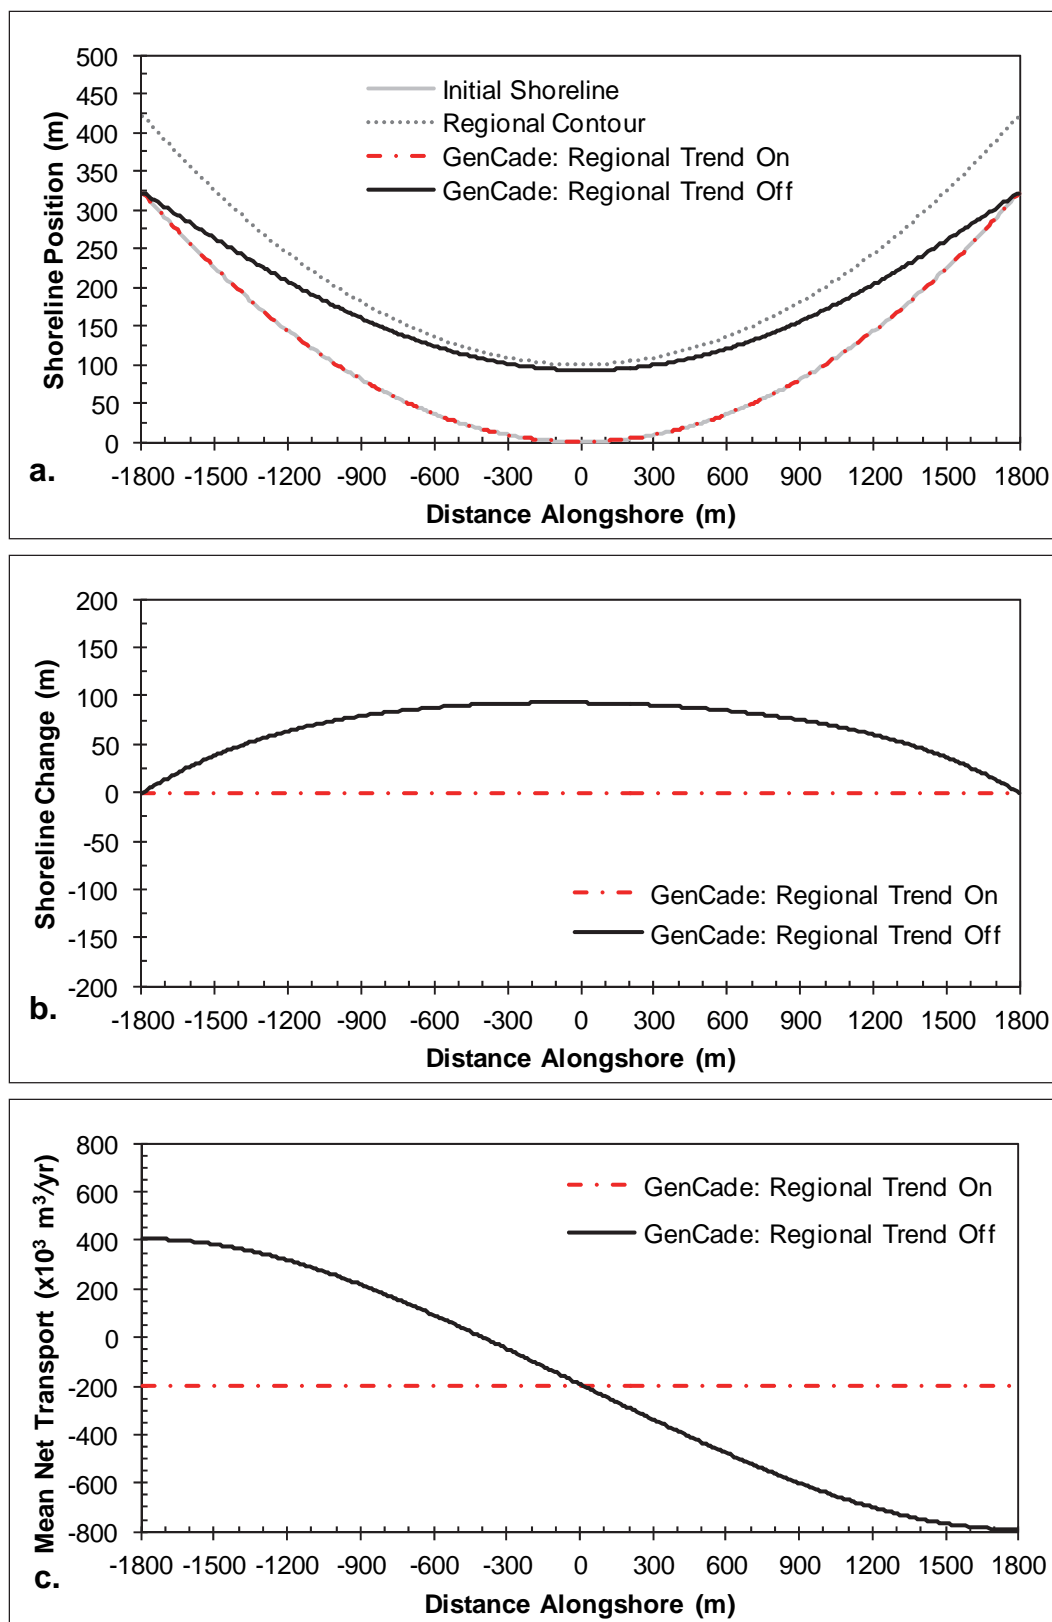 500
450
400
350
300
250
200
150
100
50
0
Shoreline Position (m)
Initial Shoreline
Regional Contour
GenCade: Regional Trend On
GenCade: Regional Trend Off
-1800 -1500 -1200 -900 -600 -300 0 300 600 900 1200 1500 1800
a.
Distance Alongshore (m)
200
150
100
50
0
-50
-100
-150
-200
Shoreline Change (m)
GenCade: Regional Trend On
GenCade: Regional Trend Off
-1800 -1500 -1200 -900 -600 -300 0 300 600 900 1200 1500 1800
b.
Distance Alongshore (m)
800
600
400
200
0
-200
-400
-600
-800
Mean Net Transport (x10³ m³/yr)
GenCade: Regional Trend On
GenCade: Regional Trend Off
-1800 -1500 -1200 -900 -600 -300 0 300 600 900 1200 1500 1800
c.
Distance Alongshore (m)